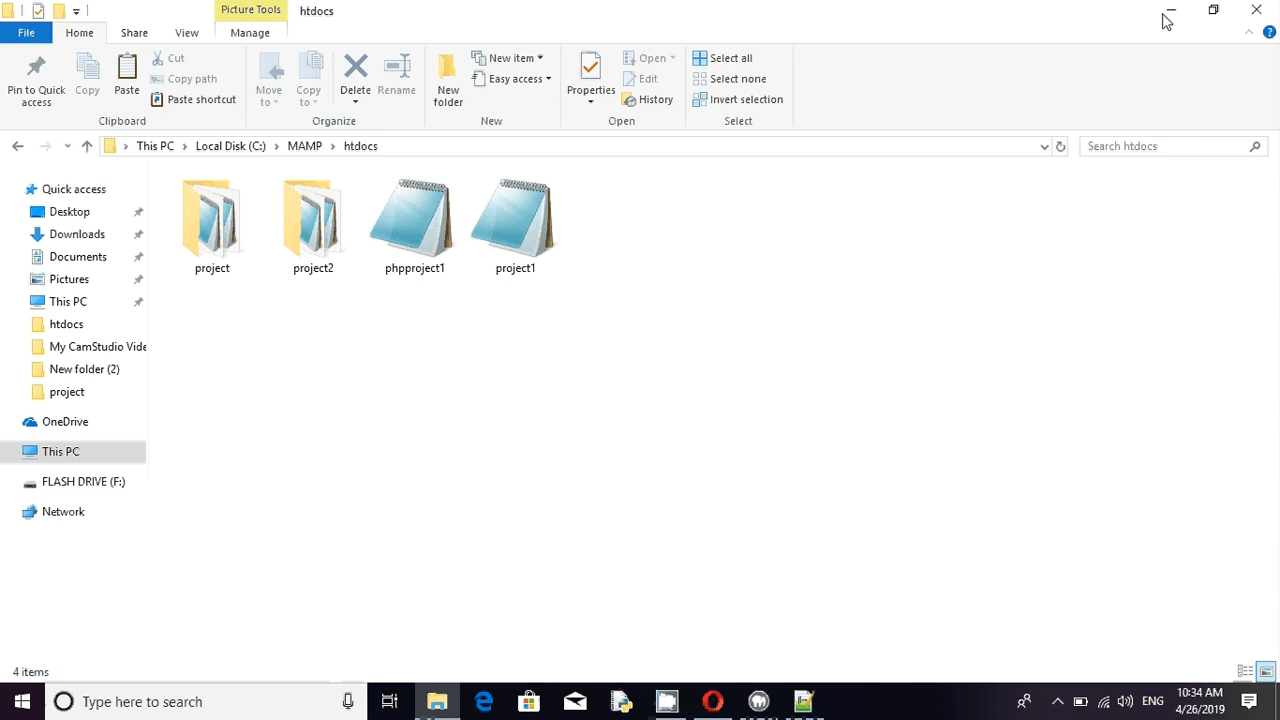 Picture Tools
htdocs
File
Home
Share
View
Manage
Pin to Quick
access
Copy
Paste
Cut
Copy path
Paste shortcut
Clipboard
Move
to
Copy
to
Delete
Rename
Organize
New
folder
New item
Easy access
New
Properties
Open
Edit
History
Open
Select all
Select none
Invert selection
Select
This PC
Local Disk (C:)
MAMP
htdocs
Search htdocs
Quick access
Desktop
Downloads
Documents
Pictures
This PC
htdocs
My CamStudio Vide
New folder (2)
project
OneDrive
This PC
FLASH DRIVE (F:)
Network
project
project2
phpproject1
project1
4 items
Type here to search
ENG
10:34 AM
4/26/2019